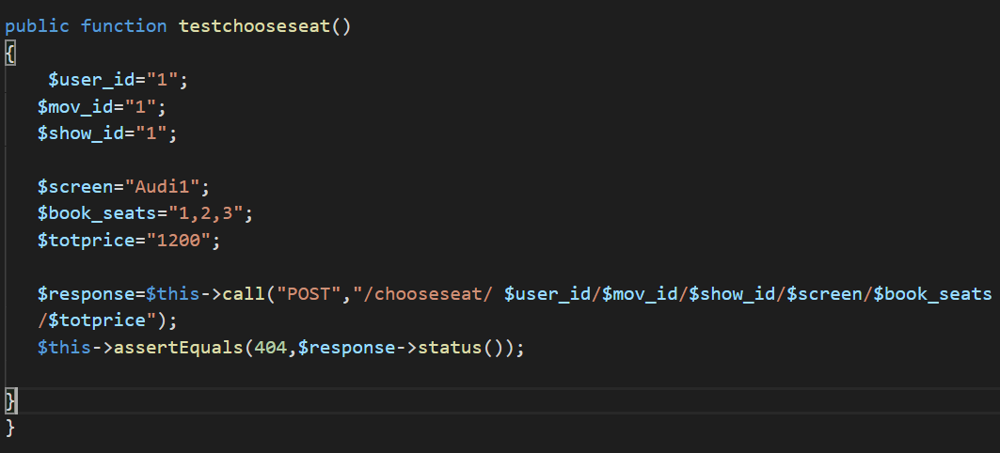 public function testchooseseat()
{
$user_id="1";
$mov_id="1";
$show_id="1";
$screen="Audi1";
$book_seats="1,2,3";
$totprice="1200";
$response=$this->call("POST","/chooseseat/ $user_id/$mov_id/$show_id/$screen/$book_seats
/$totprice");
$this->assertEquals(404,$response->status());
}
}